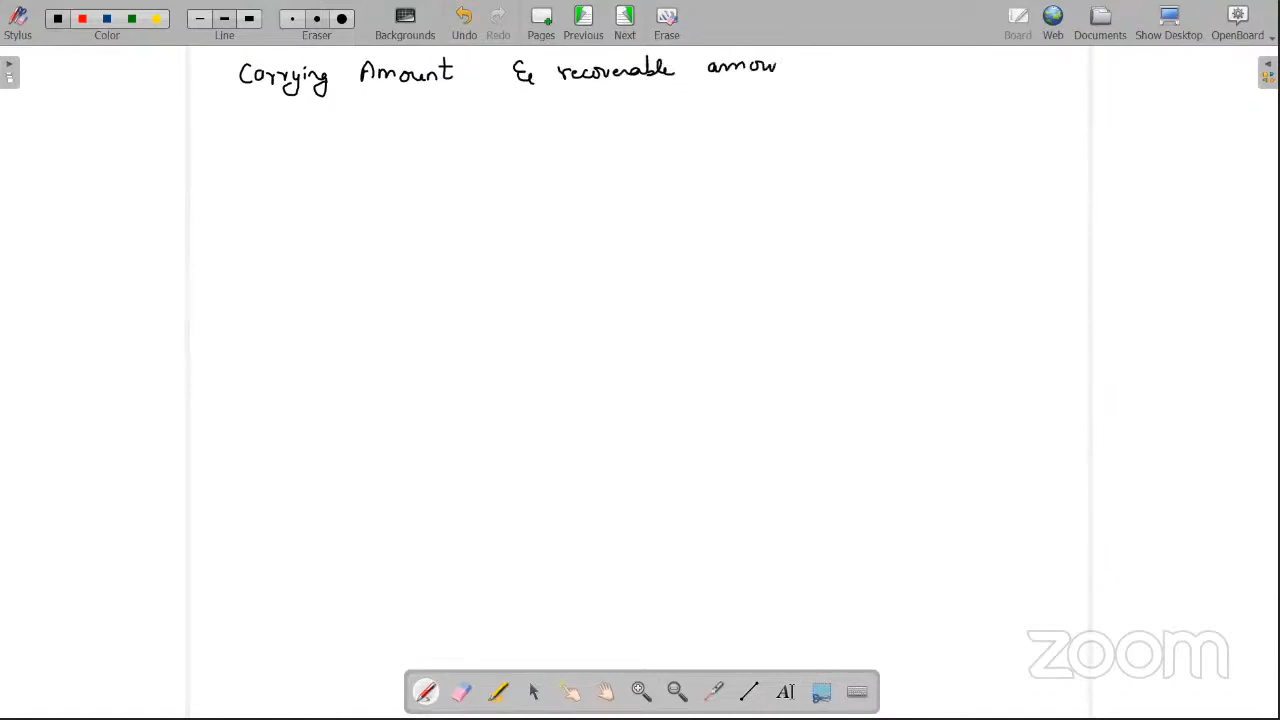 Stylus Color Line Eraser Backgrounds Undo Redo Pages Previous Next Erase Board Web Documents Show Desktop OpenBoard
Carrying Amount & recoverable amou
zoom
AI